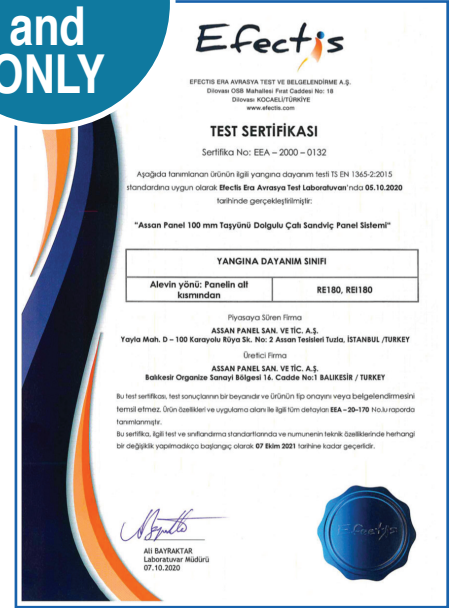 and
ONLY
Efectis
EFECTIS ERA AVRASYA TEST VE BELGELENDİRME A.Ş.
Dilovası OSB Mahallesi Fırat Caddesi No: 18
Dilovası KOCAELİ/TÜRKİYE
www.efectis.com
TEST SERTİFİKASI
Sertifika No: EEA – 2000 – 0132
Aşağıda tanımlanan ürünün ilgili yangına dayanım testi TS EN 1365-2:2015
standardına uygun olarak Efectis Era Avrasya Test Laboratuvarı'nda 05.10.2020
tarihinde gerçekleştirilmiştir:
"Assan Panel 100 mm Taşyünü Dolgulu Çatı Sandviç Panel Sistemi"
YANGINA DAYANIM SINIFI
Alevin yönü: Panelin alt
kısmından
RE180, REI180
Piyasaya Süren Firma
ASSAN PANEL SAN. VE TİC. A.Ş.
Yayla Mah. D – 100 Karayolu Rüya Sk. No: 2 Assan Tesisleri Tuzla, İSTANBUL /TURKEY
Üretici Firma
ASSAN PANEL SAN. VE TİC. A.Ş.
Balıkesir Organize Sanayi Bölgesi 16. Cadde No:1 BALIKESİR / TURKEY
Bu test sertifikası, test sonuçlarının bir beyanıdır ve ürünün tip onayını veya belgelendirmesini
temsil etmez. Ürün özellikleri ve uygulama alanı ile ilgili tüm detayları EEA – 20–170 No.lu raporda
tanımlanmıştır.
Bu sertifika, ilgili test ve sınıflandırma standartlarında ve numunenin teknik özelliklerinde herhangi
bir değişiklik yapılmadıkça başlangıç olarak 07 Ekim 2021 tarihine kadar geçerlidir.
Ali BAYRAKTAR
Laboratuvar Müdürü
07.10.2020
Efectis